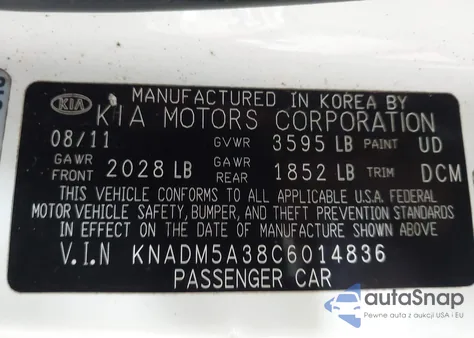 MANUFACTURED IN KOREA BY
KIA KIA MOTORS CORPORATION
08/11 GVWR 3595 LB PAINT UD
GAWR FRONT 2028 LB GAWR REAR 1852 LB TRIM DCM
THIS VEHICLE CONFORMS TO ALL APPLICABLE U.S.A. FEDERAL
MOTOR VEHICLE SAFETY, BUMPER, AND THEFT PREVENTION STANDARDS
IN EFFECT ON THE DATE OF MANUFACTURE SHOWN ABOVE
V.I.N KNADM5A38C6014836
PASSENGER CAR
autoSnap
Pewne auta z aukcji USA i EU